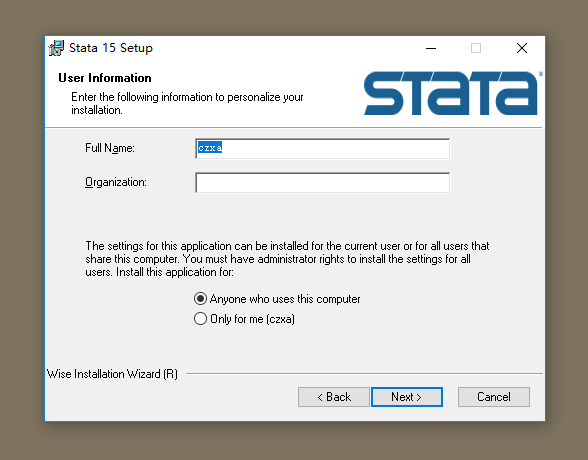 Stata 15 Setup
User Information
Enter the following information to personalize your
installation.
STATA
Full Name:
czxa
Organization:
The settings for this application can be installed for the current user or for all users that
share this computer. You must have administrator rights to install the settings for all
users. Install this application for:
Anyone who uses this computer
Only for me (czxa)
Wise Installation Wizard (R)
< Back
Next >
Cancel